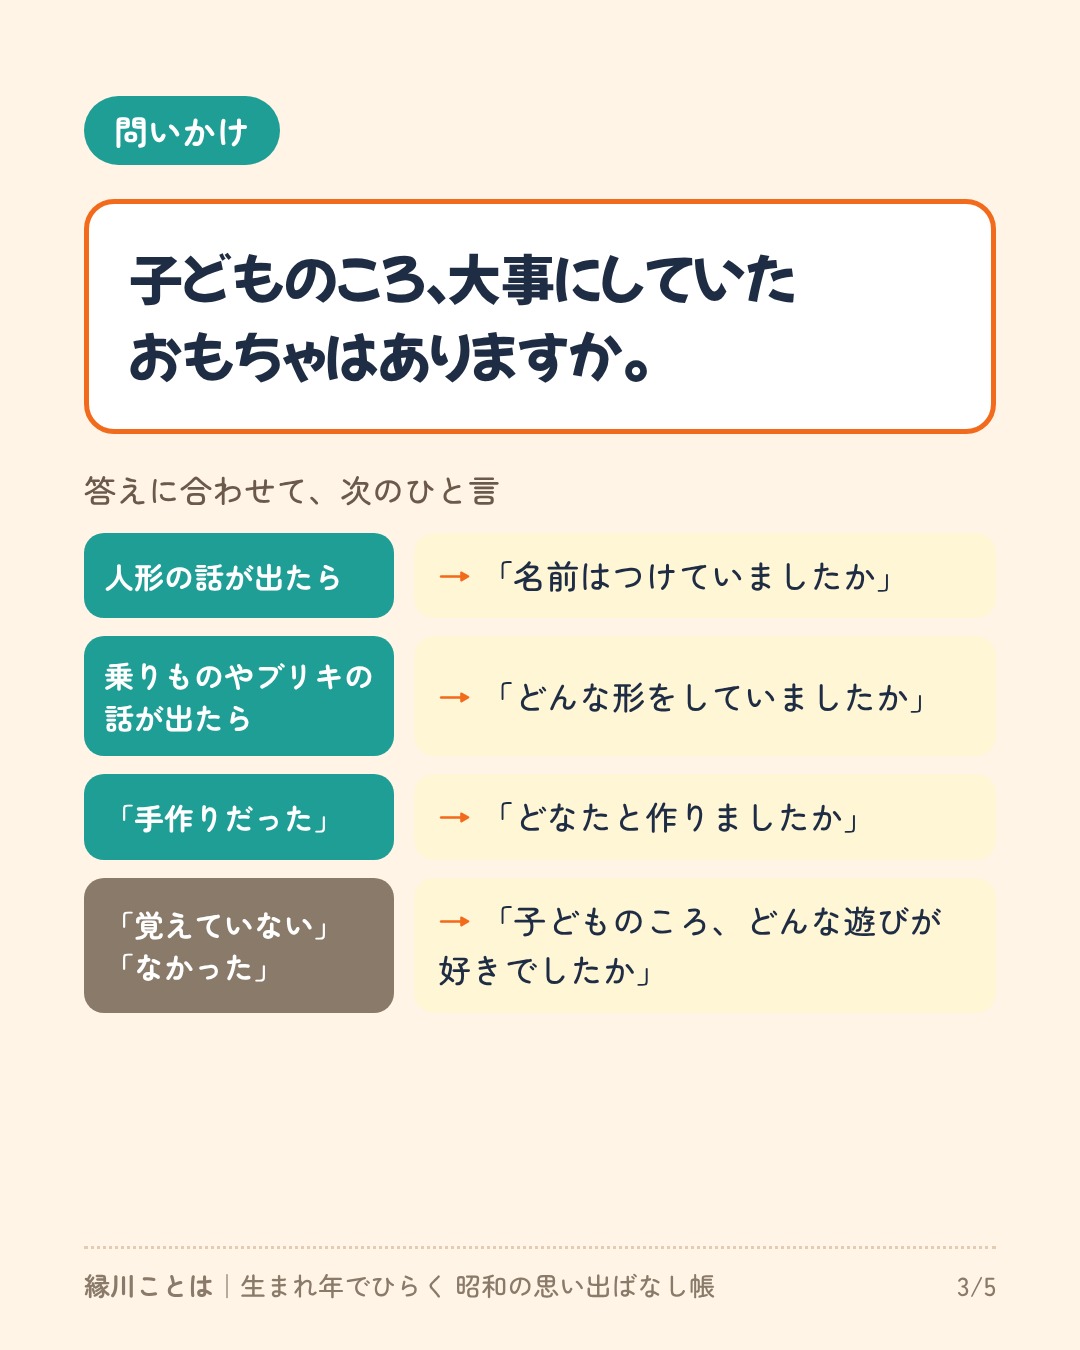 問いかけ
子どものころ、大事にしていた
おもちゃはありますか。
答えに合わせて、次のひと言
人形の話が出たら
→「名前はつけていましたか」
乗りものやブリキの
話が出たら
→「どんな形をしていましたか」
「手作りだった」
→「どなたと作りましたか」
「覚えていない」
「なかった」
→「子どものころ、どんな遊びが
好きでしたか」
縁川ことは｜生まれ年でひらく 昭和の思い出ばなし帳
3/5